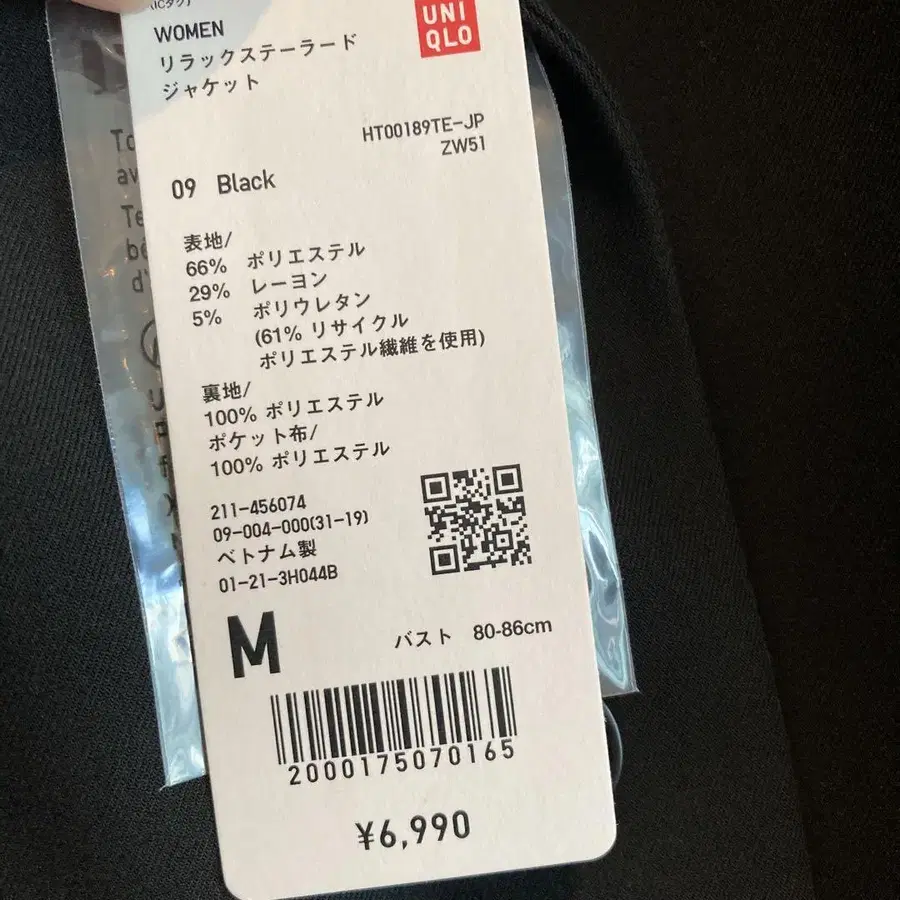 (ICタグ)
WOMEN
リラックステーラード
ジャケット
UNI
QLO
HT00189TE-JP
ZW51
09 Black
表地/
66% ポリエステル
29% レーヨン
5% ポリウレタン
(61% リサイクル
ポリエステル繊維を使用)
裏地/
100% ポリエステル
ポケット布/
100% ポリエステル
211-456074
09-004-000(31-19)
ベトナム製
01-21-3H044B
M
バスト 80-86cm
2000175070165
¥6,990